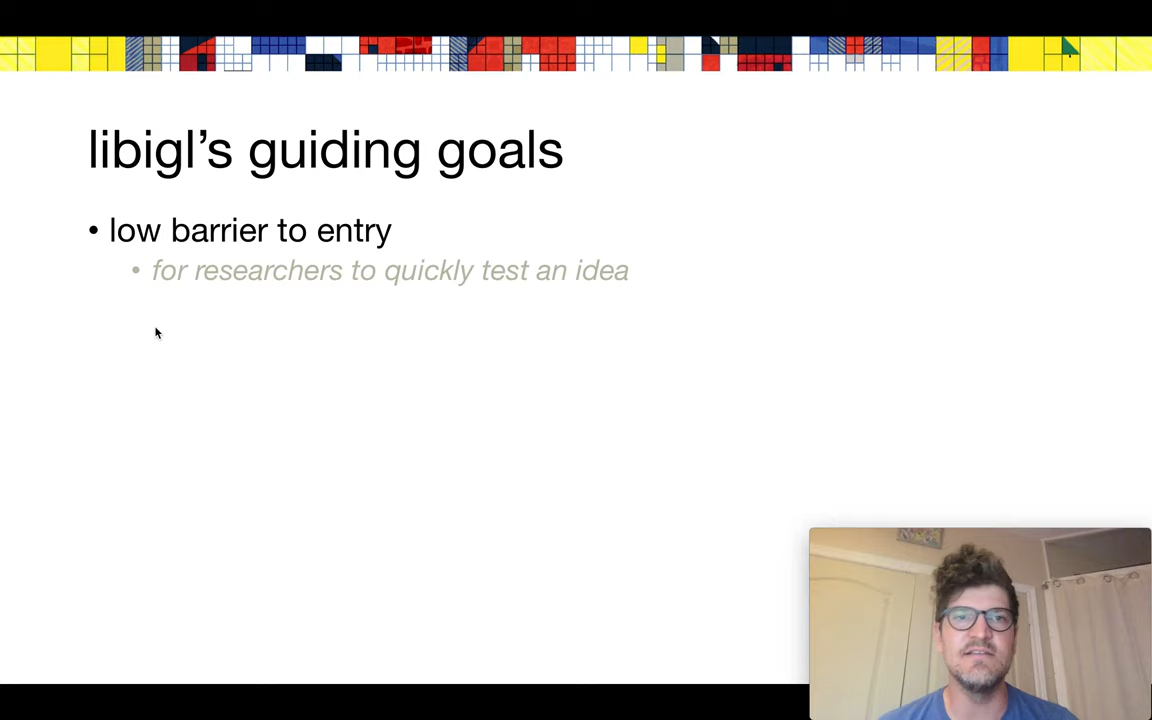 libigl’s guiding goals
• low barrier to entry
• for researchers to quickly test an idea